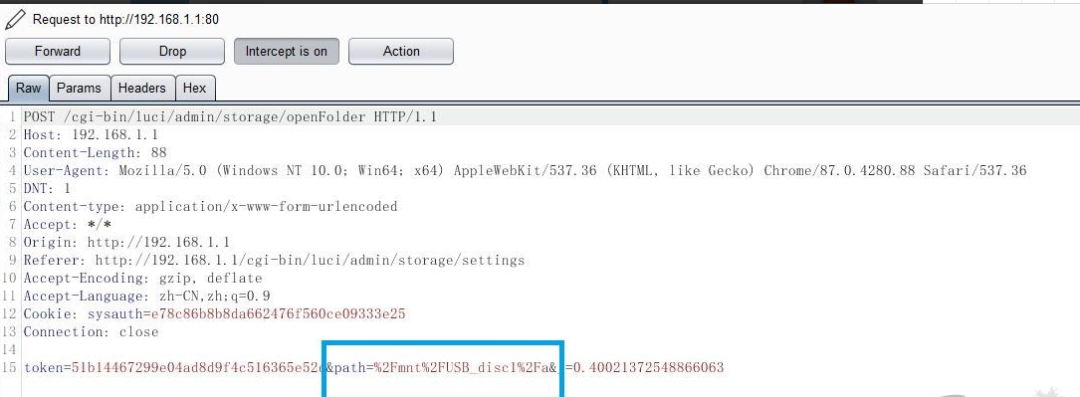 Request to http://192.168.1.1:80
Forward Drop Intercept is on Action
Raw Params Headers Hex
1 POST /cgi-bin/luci/admin/storage/openFolder HTTP/1.1
2 Host: 192.168.1.1
3 Content-Length: 88
4 User-Agent: Mozilla/5.0 (Windows NT 10.0; Win64; x64) AppleWebKit/537.36 (KHTML, like Gecko) Chrome/87.0.4280.88 Safari/537.36
5 DNT: 1
6 Content-type: application/x-www-form-urlencoded
7 Accept: */*
8 Origin: http://192.168.1.1
9 Referer: http://192.168.1.1/cgi-bin/luci/admin/storage/settings
10 Accept-Encoding: gzip, deflate
11 Accept-Language: zh-CN,zh;q=0.9
12 Cookie: sysauth=e78c86b8b8da662476f560ce09333e25
13 Connection: close
14
15 token=51b14467299e04ad8d9f4c516365e52&path=%2Fmnt%2FUSB_disc1%2Fa&=0.40021372548866063